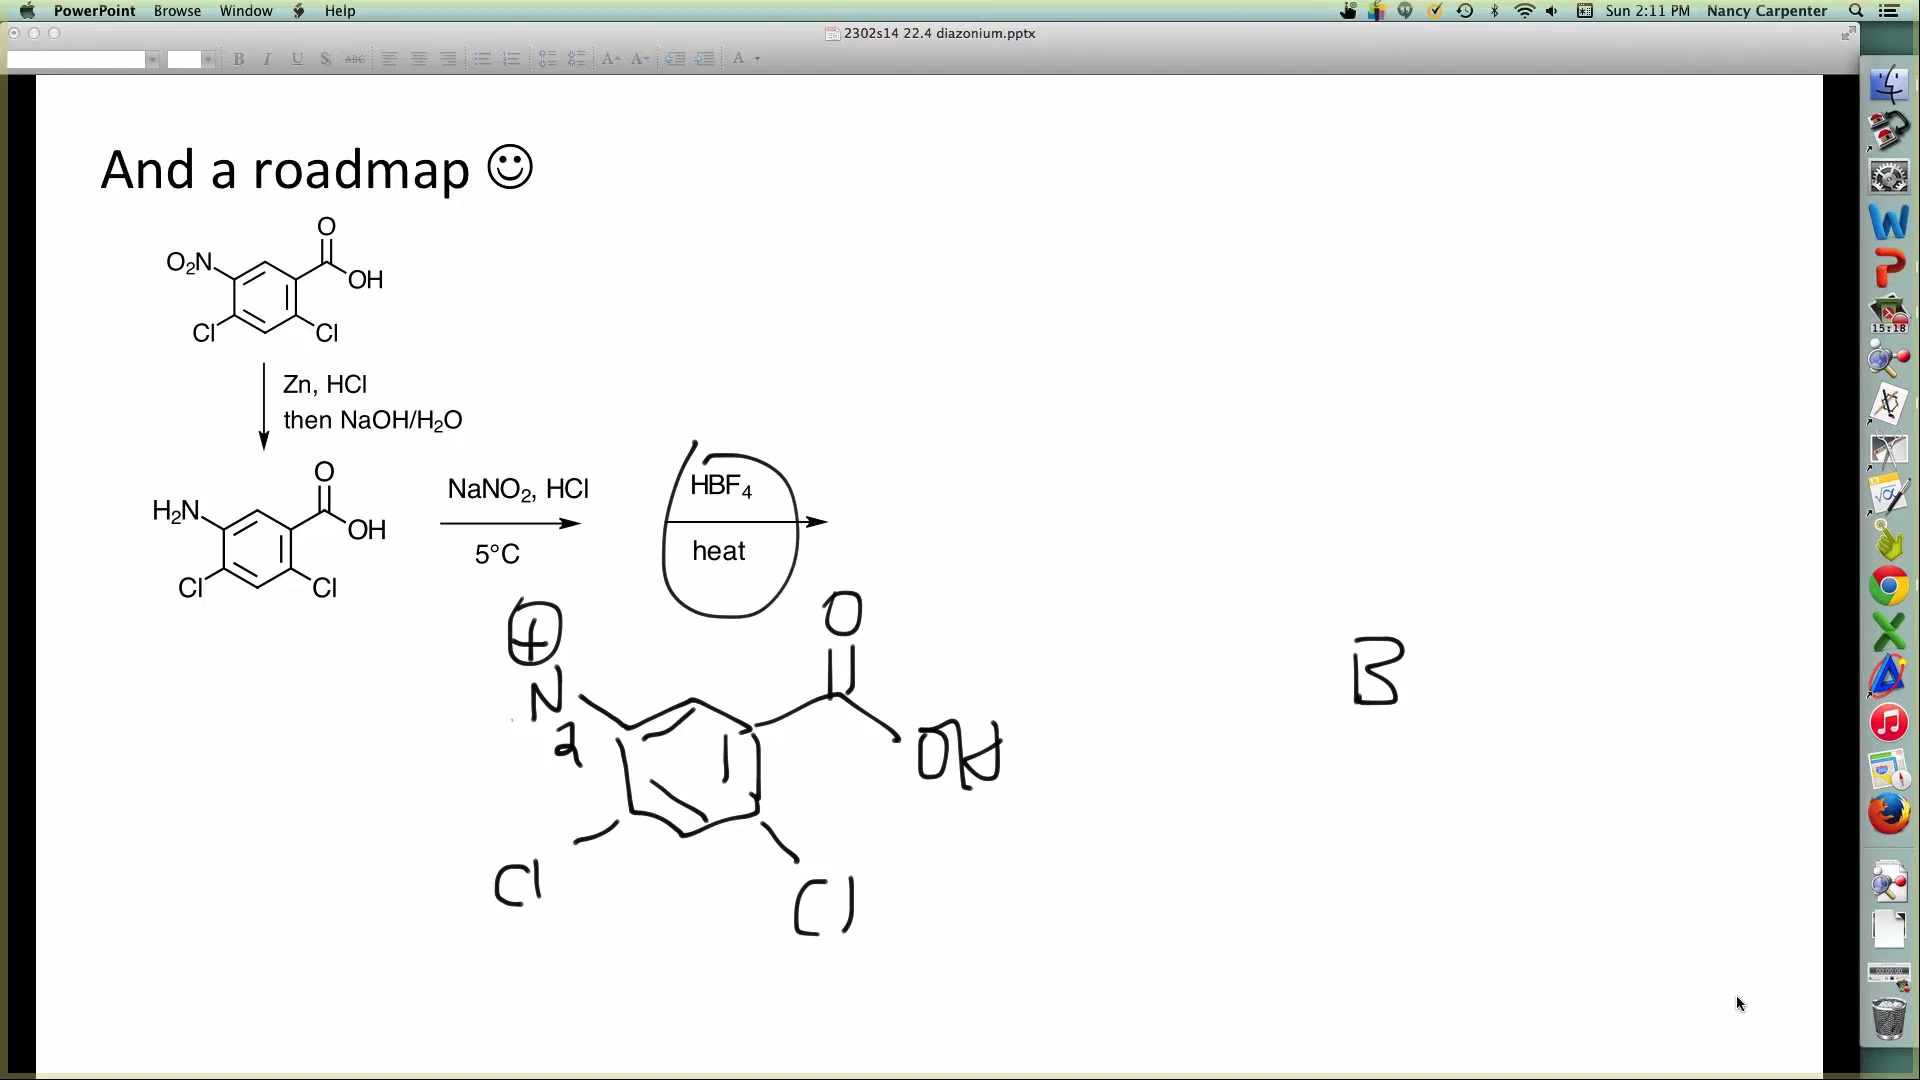 PowerPoint Browse Window Help Sun 2:11 PM Nancy Carpenter
2302s14 22.4 diazonium.pptx
B I U S ABC A A A
And a roadmap ☺
O
O₂N
OH
Cl Cl
Zn, HCl
then NaOH/H₂O
O
H₂N
OH
Cl Cl
NaNO₂, HCl
5°C
HBF₄
heat
+
O
N
2
OH
Cl
Cl
B
15:18